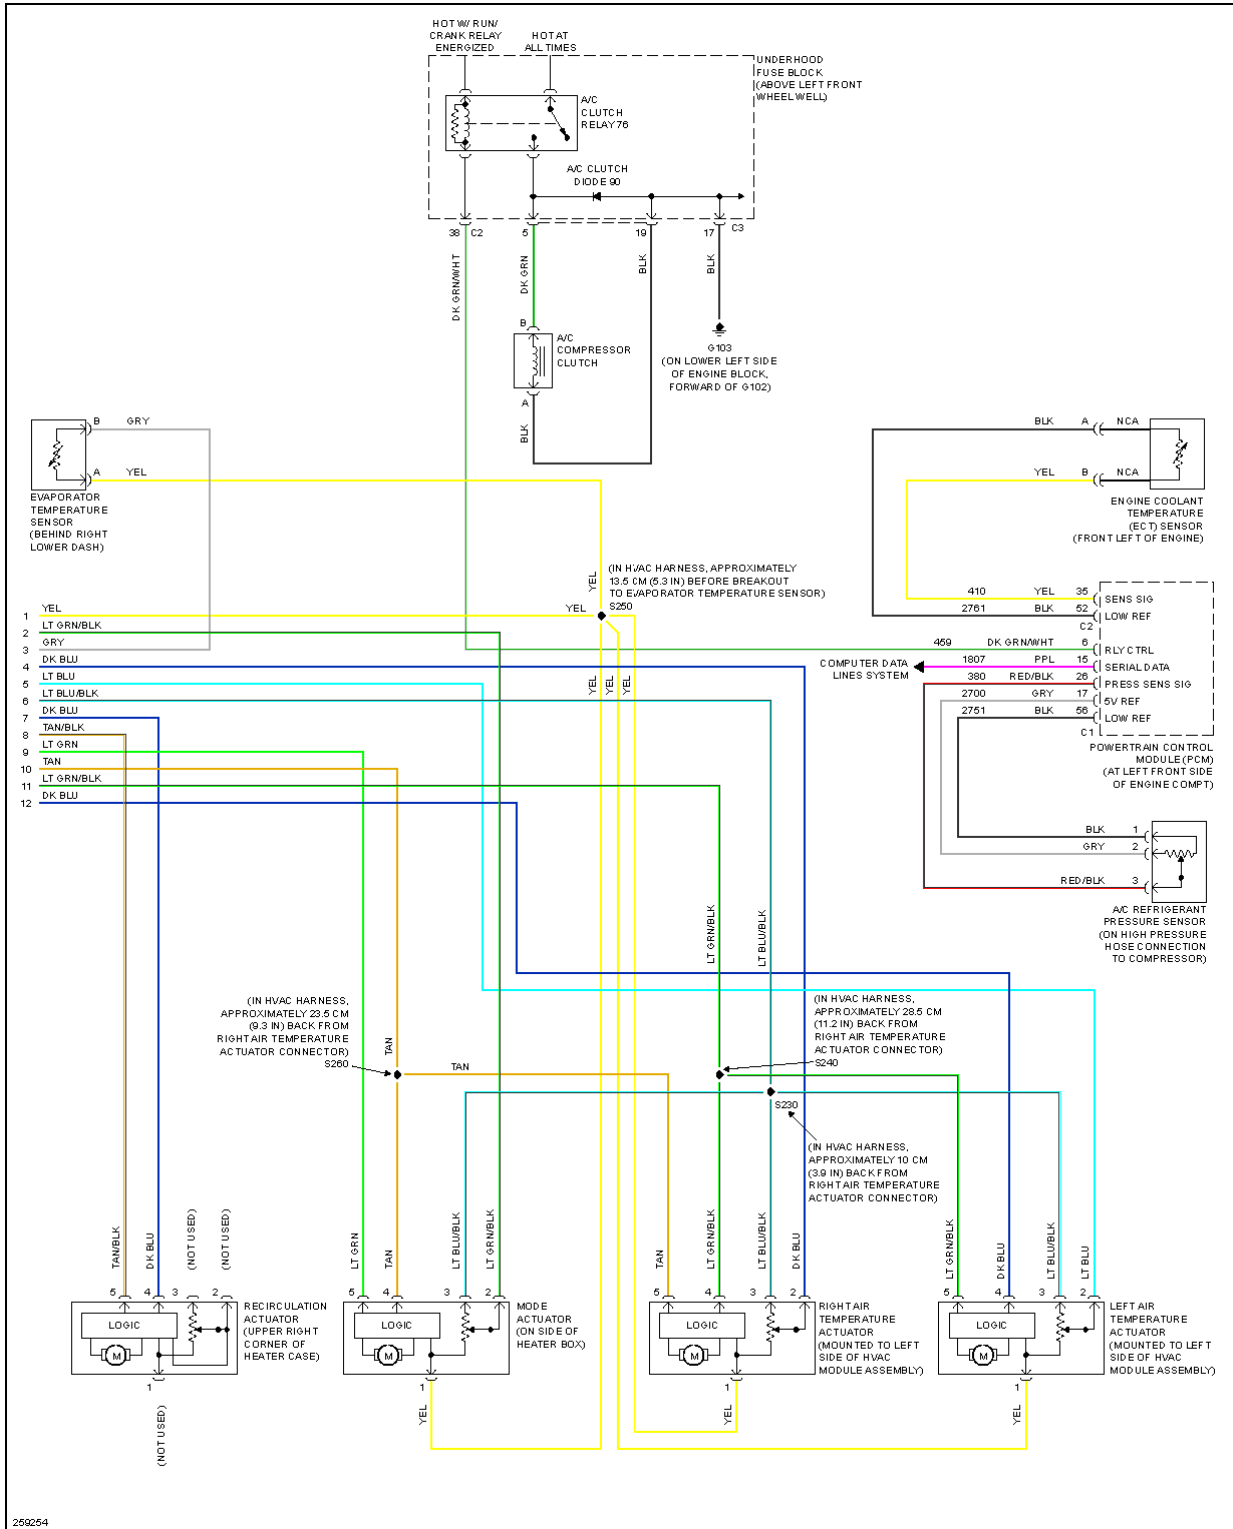 HOT W/ RUN/
CRANK RELAY
ENERGIZED
HOT AT
ALL TIMES
UNDERHOOD
FUSE BLOCK
(ABOVE LEFT FRONT
WHEEL WELL)
A/C
CLUTCH
RELAY 76
A/C CLUTCH
DIODE 90
38 C2
5
19
17
C3
DK GRN/WHT
DK GRN
BLK
BLK
B
A/C
COMPRESSOR
CLUTCH
A
BLK
G103
(ON LOWER LEFT SIDE
OF ENGINE BLOCK,
FORWARD OF G102)
B GRY
A YEL
EVAPORATOR
TEMPERATURE
SENSOR
(BEHIND RIGHT
LOWER DASH)
BLK A NCA
YEL B NCA
ENGINE COOLANT
TEMPERATURE
(ECT) SENSOR
(FRONT LEFT OF ENGINE)
(IN HVAC HARNESS, APPROXIMATELY
13.5 CM (5.3 IN) BEFORE BREAKOUT
TO EVAPORATOR TEMPERATURE SENSOR)
S250
YEL
YEL
YEL
YEL
YEL
1 YEL
2 LT GRN/BLK
3 GRY
4 DK BLU
5 LT BLU
6 LT BLU/BLK
7 DK BLU
8 TAN/BLK
9 LT GRN
10 TAN
11 LT GRN/BLK
12 DK BLU
410 YEL 35 SENS SIG
2761 BLK 52 LOW REF
C2
459 DK GRN/WHT 6 RLY CTRL
COMPUTER DATA
LINES SYSTEM
1807 PPL 15 SERIAL DATA
380 RED/BLK 26 PRESS SENS SIG
2700 GRY 17 5V REF
2751 BLK 56 LOW REF
C1
POWERTRAIN CONTROL
MODULE (PCM)
(AT LEFT FRONT SIDE
OF ENGINE COMPT)
BLK 1
GRY 2
RED/BLK 3
A/C REFRIGERANT
PRESSURE SENSOR
(ON HIGH PRESSURE
HOSE CONNECTION
TO COMPRESSOR)
LT GRN/BLK
LT BLU/BLK
(IN HVAC HARNESS,
APPROXIMATELY 23.5 CM
(9.3 IN) BACK FROM
RIGHT AIR TEMPERATURE
ACTUATOR CONNECTOR)
S260
TAN
TAN
(IN HVAC HARNESS,
APPROXIMATELY 28.5 CM
(11.2 IN) BACK FROM
RIGHT AIR TEMPERATURE
ACTUATOR CONNECTOR)
S240
S230
(IN HVAC HARNESS,
APPROXIMATELY 10 CM
(3.9 IN) BACK FROM
RIGHT AIR TEMPERATURE
ACTUATOR CONNECTOR)
TAN/BLK
DK BLU
(NOT USED)
(NOT USED)
LT GRN
TAN
LT BLU/BLK
LT GRN/BLK
TAN
LT GRN/BLK
LT BLU/BLK
DK BLU
LT GRN/BLK
DK BLU
LT BLU/BLK
LT BLU
5 4 3 2
LOGIC
M
1
(NOT USED)
RECIRCULATION
ACTUATOR
(UPPER RIGHT
CORNER OF
HEATER CASE)
5 4 3 2
LOGIC
M
1
YEL
MODE
ACTUATOR
(ON SIDE OF
HEATER BOX)
5 4 3 2
LOGIC
M
1
YEL
RIGHT AIR
TEMPERATURE
ACTUATOR
(MOUNTED TO LEFT
SIDE OF HVAC
MODULE ASSEMBLY)
5 4 3 2
LOGIC
M
1
YEL
LEFT AIR
TEMPERATURE
ACTUATOR
(MOUNTED TO LEFT
SIDE OF HVAC
MODULE ASSEMBLY)
259254